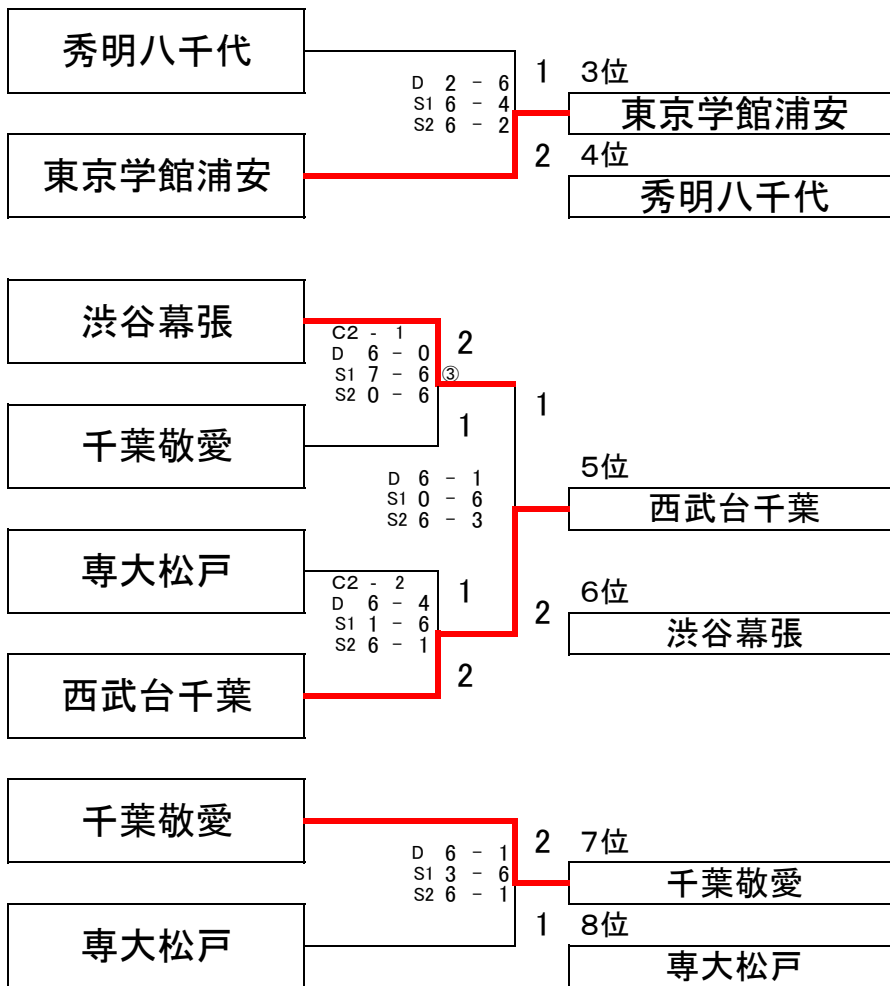 秀明八千代
D 2 - 6
S1 6 - 4
S2 6 - 2
1
3位
東京学館浦安
東京学館浦安
2
4位
秀明八千代
渋谷幕張
C2 - 1
D 6 - 0
S1 7 - 6 ③
S2 0 - 6
2
千葉敬愛
1
1
D 6 - 1
S1 0 - 6
S2 6 - 3
5位
西武台千葉
専大松戸
C2 - 2
D 6 - 4
S1 1 - 6
S2 6 - 1
1
2
6位
渋谷幕張
西武台千葉
2
千葉敬愛
D 6 - 1
S1 3 - 6
S2 6 - 1
2
7位
千葉敬愛
専大松戸
1
8位
専大松戸